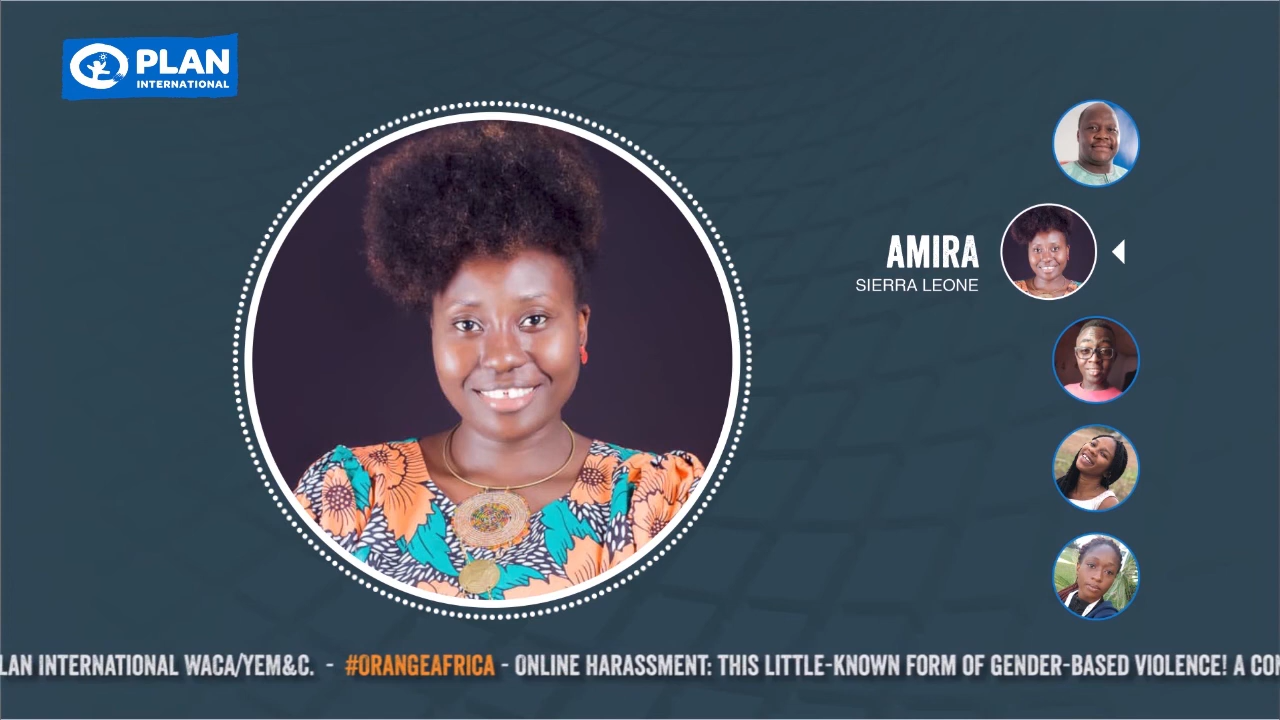 PLAN
INTERNATIONAL
AMIRA
SIERRA LEONE
LAN INTERNATIONAL WACA/YEM&C. - #ORANGEAFRICA - ONLINE HARASSMENT: THIS LITTLE-KNOWN FORM OF GENDER-BASED VIOLENCE! A CON